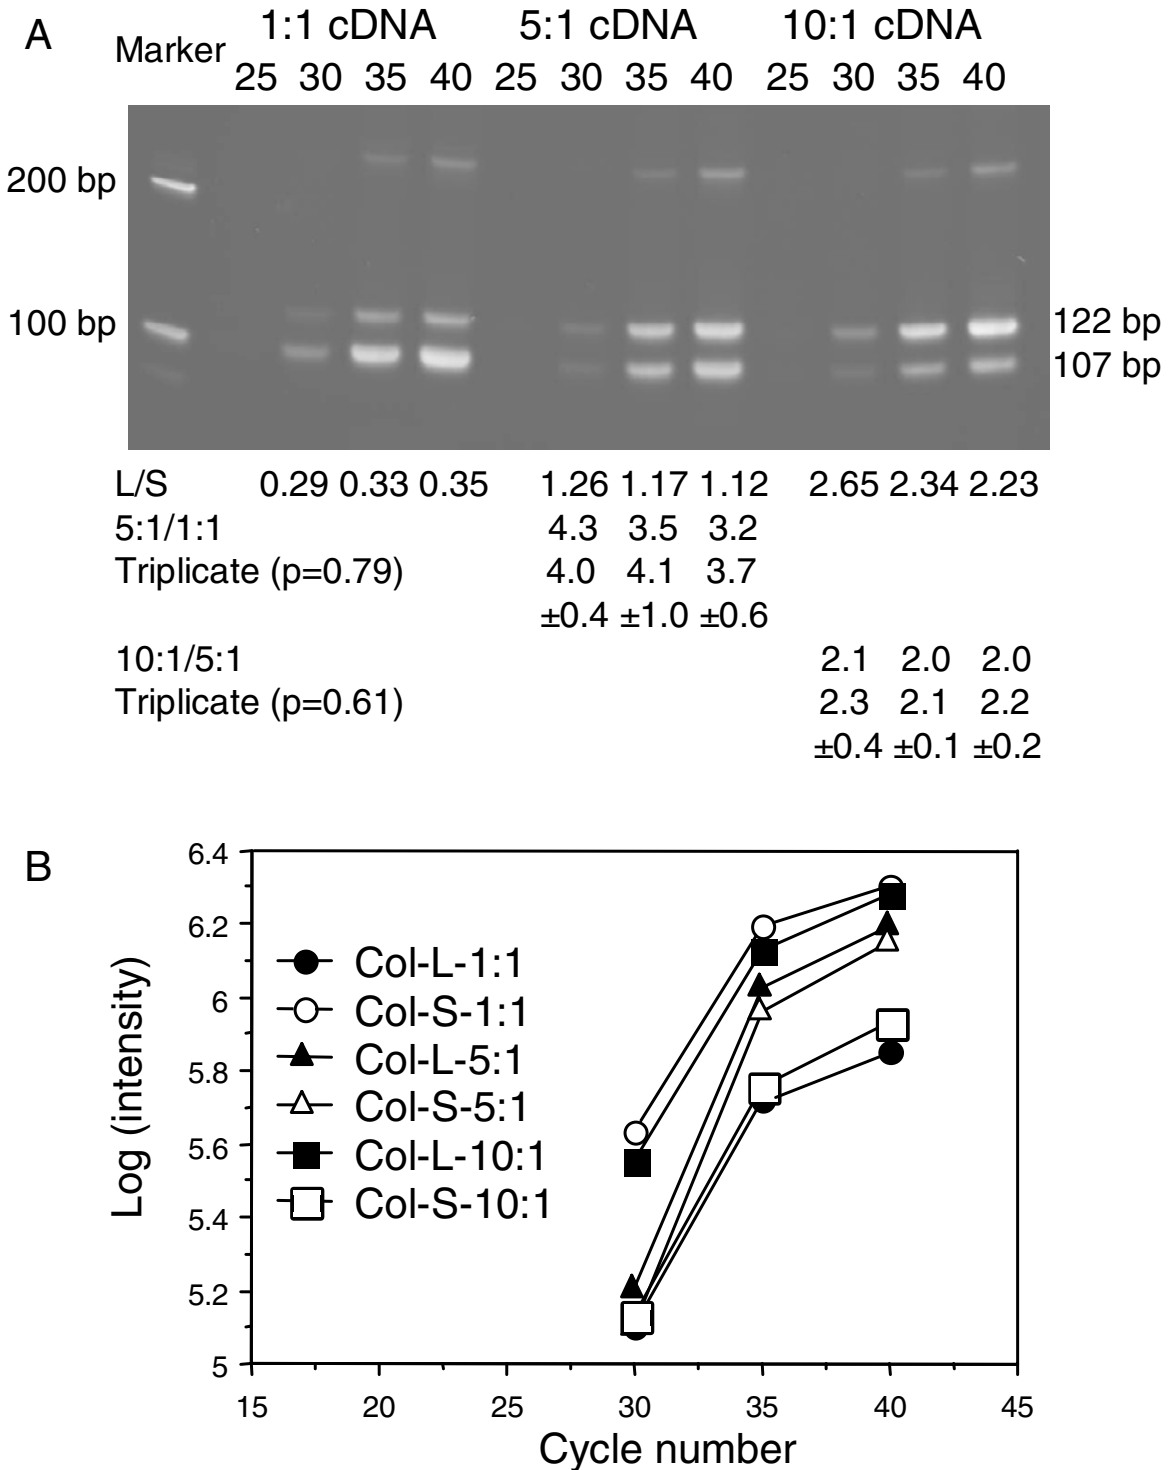 A
1:1 cDNA 5:1 cDNA 10:1 cDNA
Marker
25 30 35 40 25 30 35 40 25 30 35 40
200 bp
100 bp
122 bp
107 bp
L/S 0.29 0.33 0.35 1.26 1.17 1.12 2.65 2.34 2.23
5:1/1:1 4.3 3.5 3.2
Triplicate (p=0.79) 4.0 4.1 3.7
±0.4 ±1.0 ±0.6
10:1/5:1 2.1 2.0 2.0
Triplicate (p=0.61) 2.3 2.1 2.2
±0.4 ±0.1 ±0.2
B
Log (intensity)
6.4
6.2
6
5.8
5.6
5.4
5.2
5
Col-L-1:1
Col-S-1:1
Col-L-5:1
Col-S-5:1
Col-L-10:1
Col-S-10:1
15 20 25 30 35 40 45
Cycle number